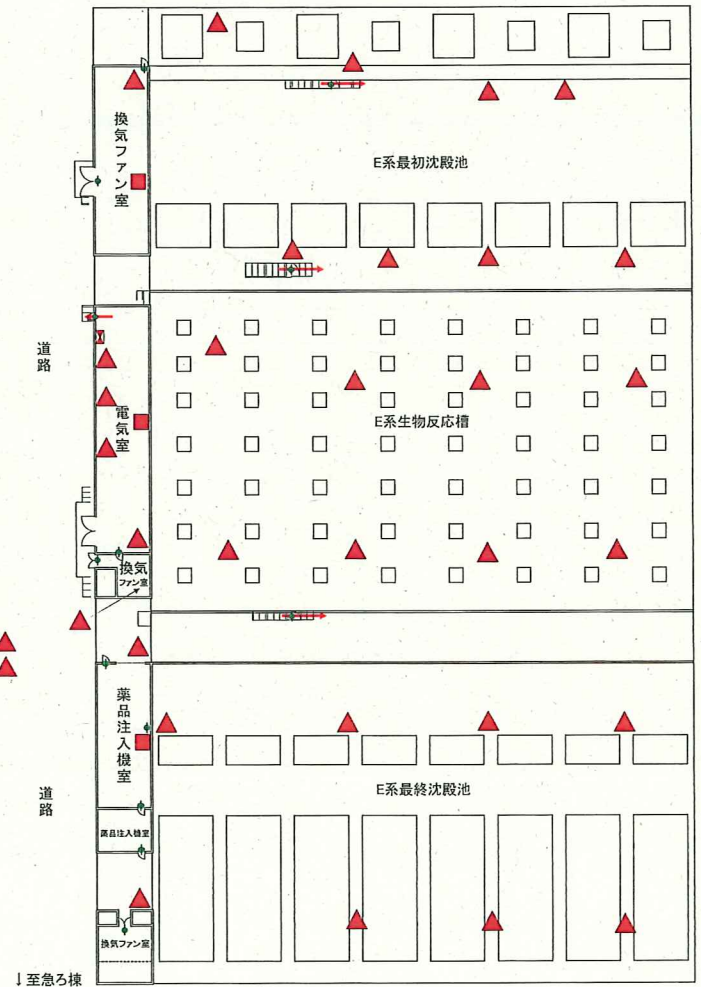 換気ファン室
E系最初沈殿池
道路
電気室
E系生物反応槽
換気
ファン室
薬品注入機室
道路
E系最終沈殿池
薬品注入機室
換気ファン室
↓至急ろ棟